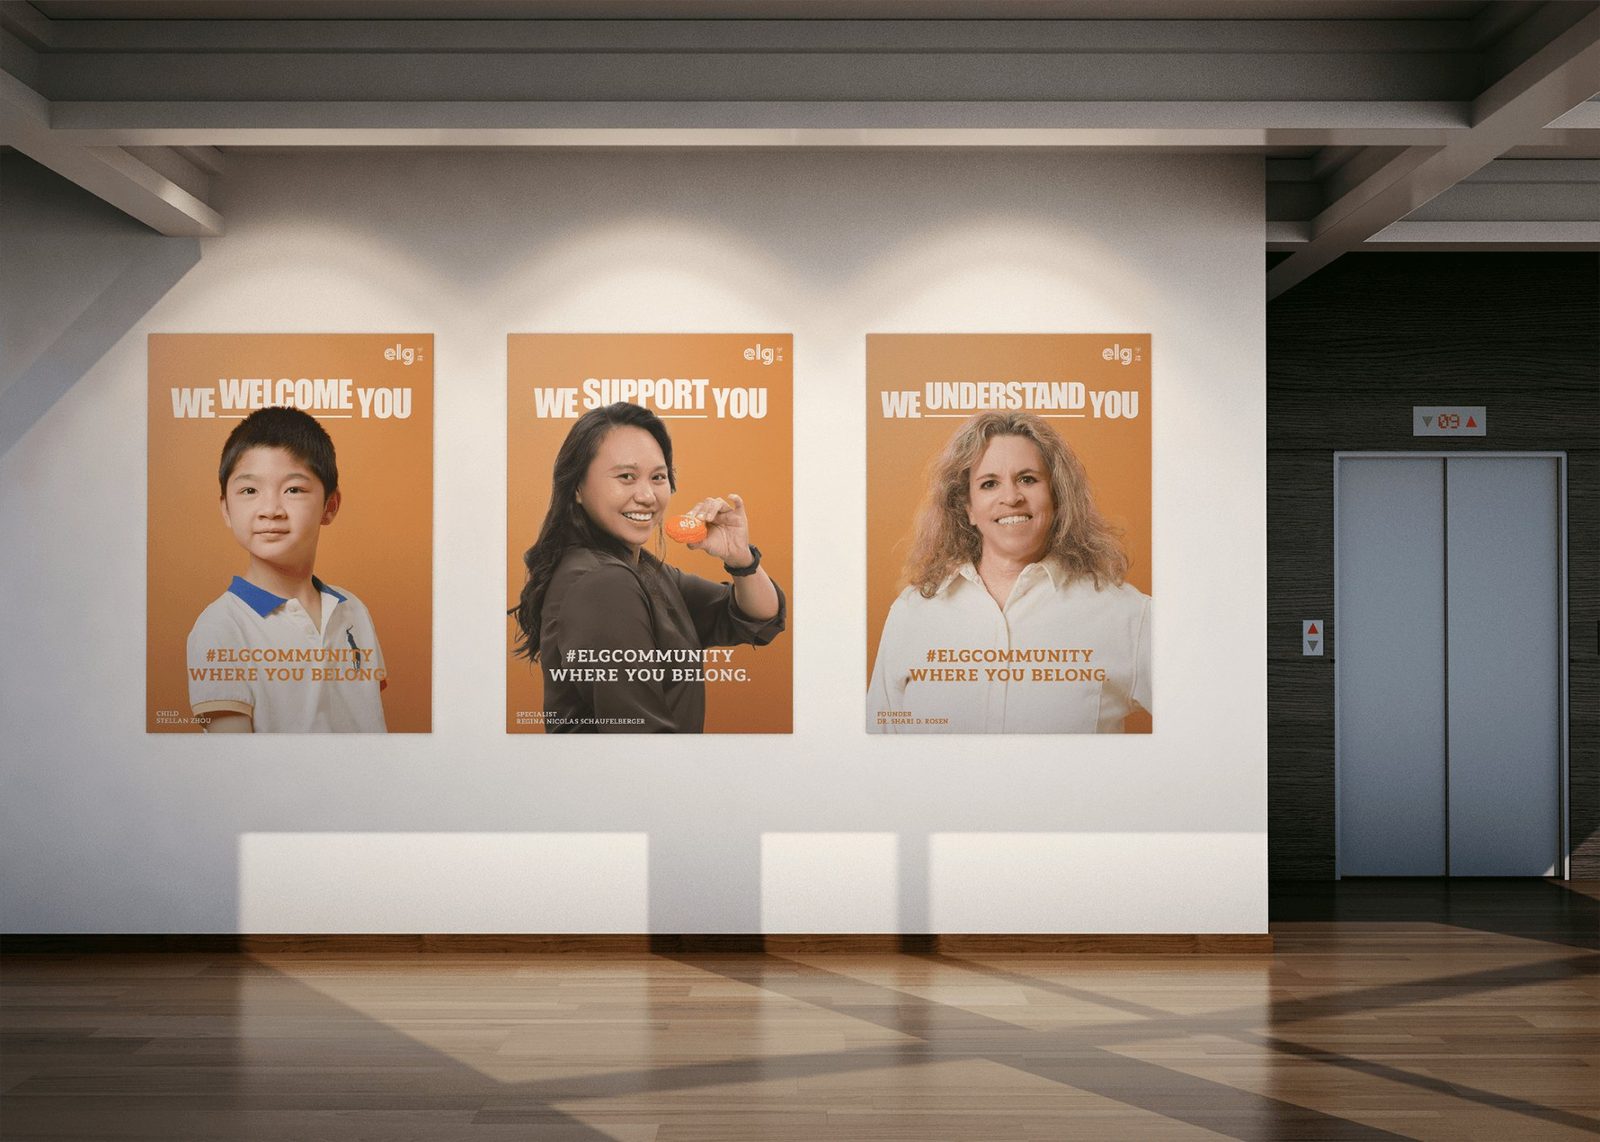 elg
WE WELCOME YOU
#ELGCOMMUNITY
WHERE YOU BELONG.
CHILD
STELLAN ZHOU
elg
WE SUPPORT YOU
elg
#ELGCOMMUNITY
WHERE YOU BELONG.
SPECIALIST
REGINA NICOLAS SCHAUFELBERGER
elg
WE UNDERSTAND YOU
#ELGCOMMUNITY
WHERE YOU BELONG.
FOUNDER
DR. SHARI D. ROSEN
09